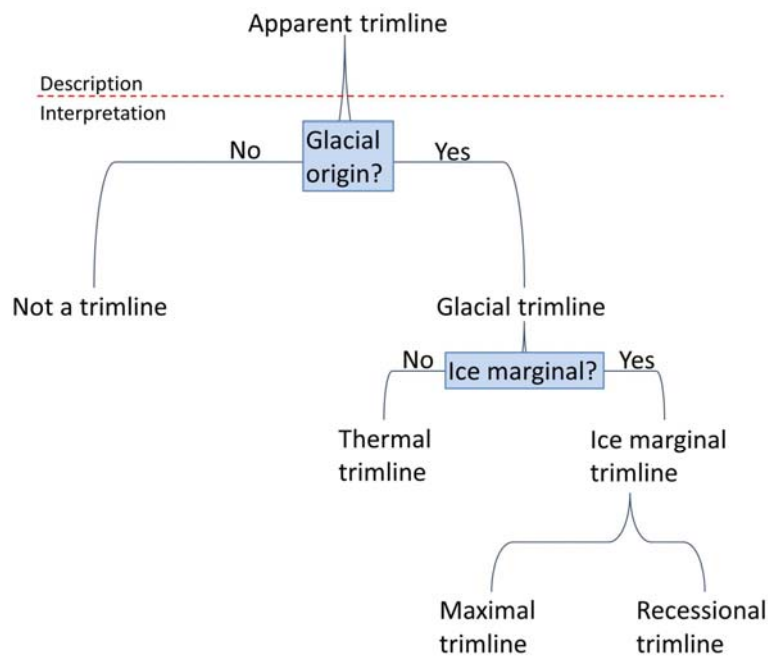 Apparent trimline
Description
Interpretation
No
Glacial
origin?
Yes
Not a trimline
Glacial trimline
No
Ice marginal?
Yes
Thermal
trimline
Ice marginal
trimline
Maximal
trimline
Recessional
trimline